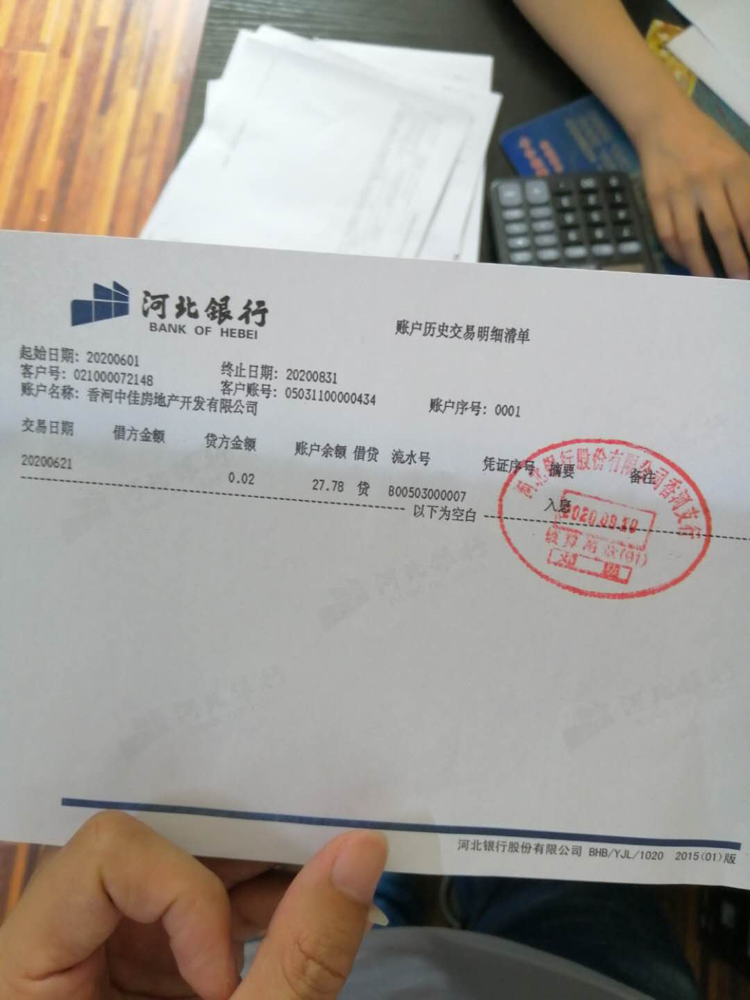 河北银行
BANK OF HEBEI
账户历史交易明细清单
起始日期：20200601 终止日期：20200831
客户号：021000072148 客户账号：05031100000434 账户序号：0001
账户名称：香河中佳房地产开发有限公司
交易日期 借方金额 贷方金额 账户余额 借贷 流水号 凭证序号 摘要 备注
20200621 0.02 27.78 贷 B00503000007 入息
以下为空白
河北银行股份有限公司香河支行
2020.09.10
核算用章(01)
河北银行股份有限公司 BHB/YJL/1020 2015(01)版